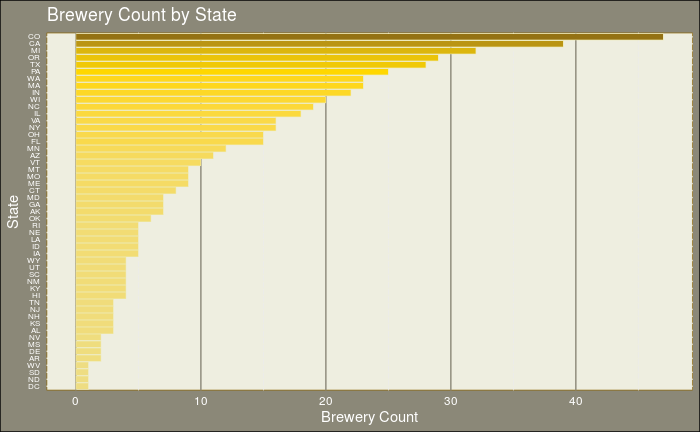 Brewery Count by State
State
CO
CA
MI
OR
TX
PA
WA
MA
IN
WI
NC
IL
VA
NY
OH
FL
MN
AZ
VT
MT
MO
ME
CT
MD
GA
AK
OK
RI
NE
LA
ID
IA
WY
UT
SC
NM
KY
HI
TN
NJ
NH
KS
AL
NV
MS
DE
AR
WV
SD
ND
DC
0 10 20 30 40
Brewery Count